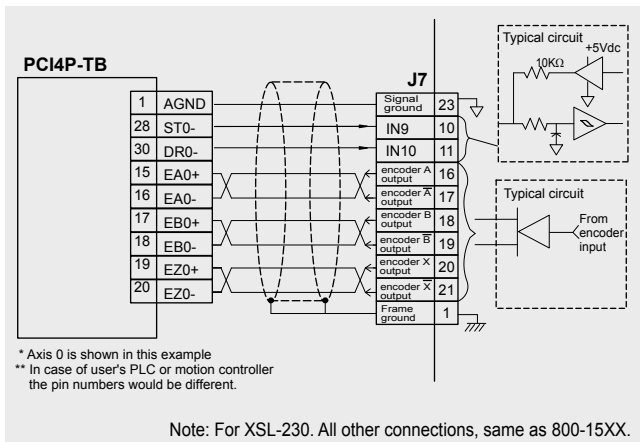 PCI4P-TB
1 AGND
28 ST0-
30 DR0-
15 EA0+
16 EA0-
17 EB0+
18 EB0-
19 EZ0+
20 EZ0-
J7
Signal
ground 23
IN9 10
IN10 11
encoder A
output 16
encoder A̅
output 17
encoder B
output 18
encoder B̅
output 19
encoder X
output 20
encoder X̅
output 21
Frame
ground 1
Typical circuit
+5Vdc
10KΩ
Typical circuit
From
encoder
input
* Axis 0 is shown in this example
** In case of user's PLC or motion controller
the pin numbers would be different.
Note: For XSL-230. All other connections, same as 800-15XX.